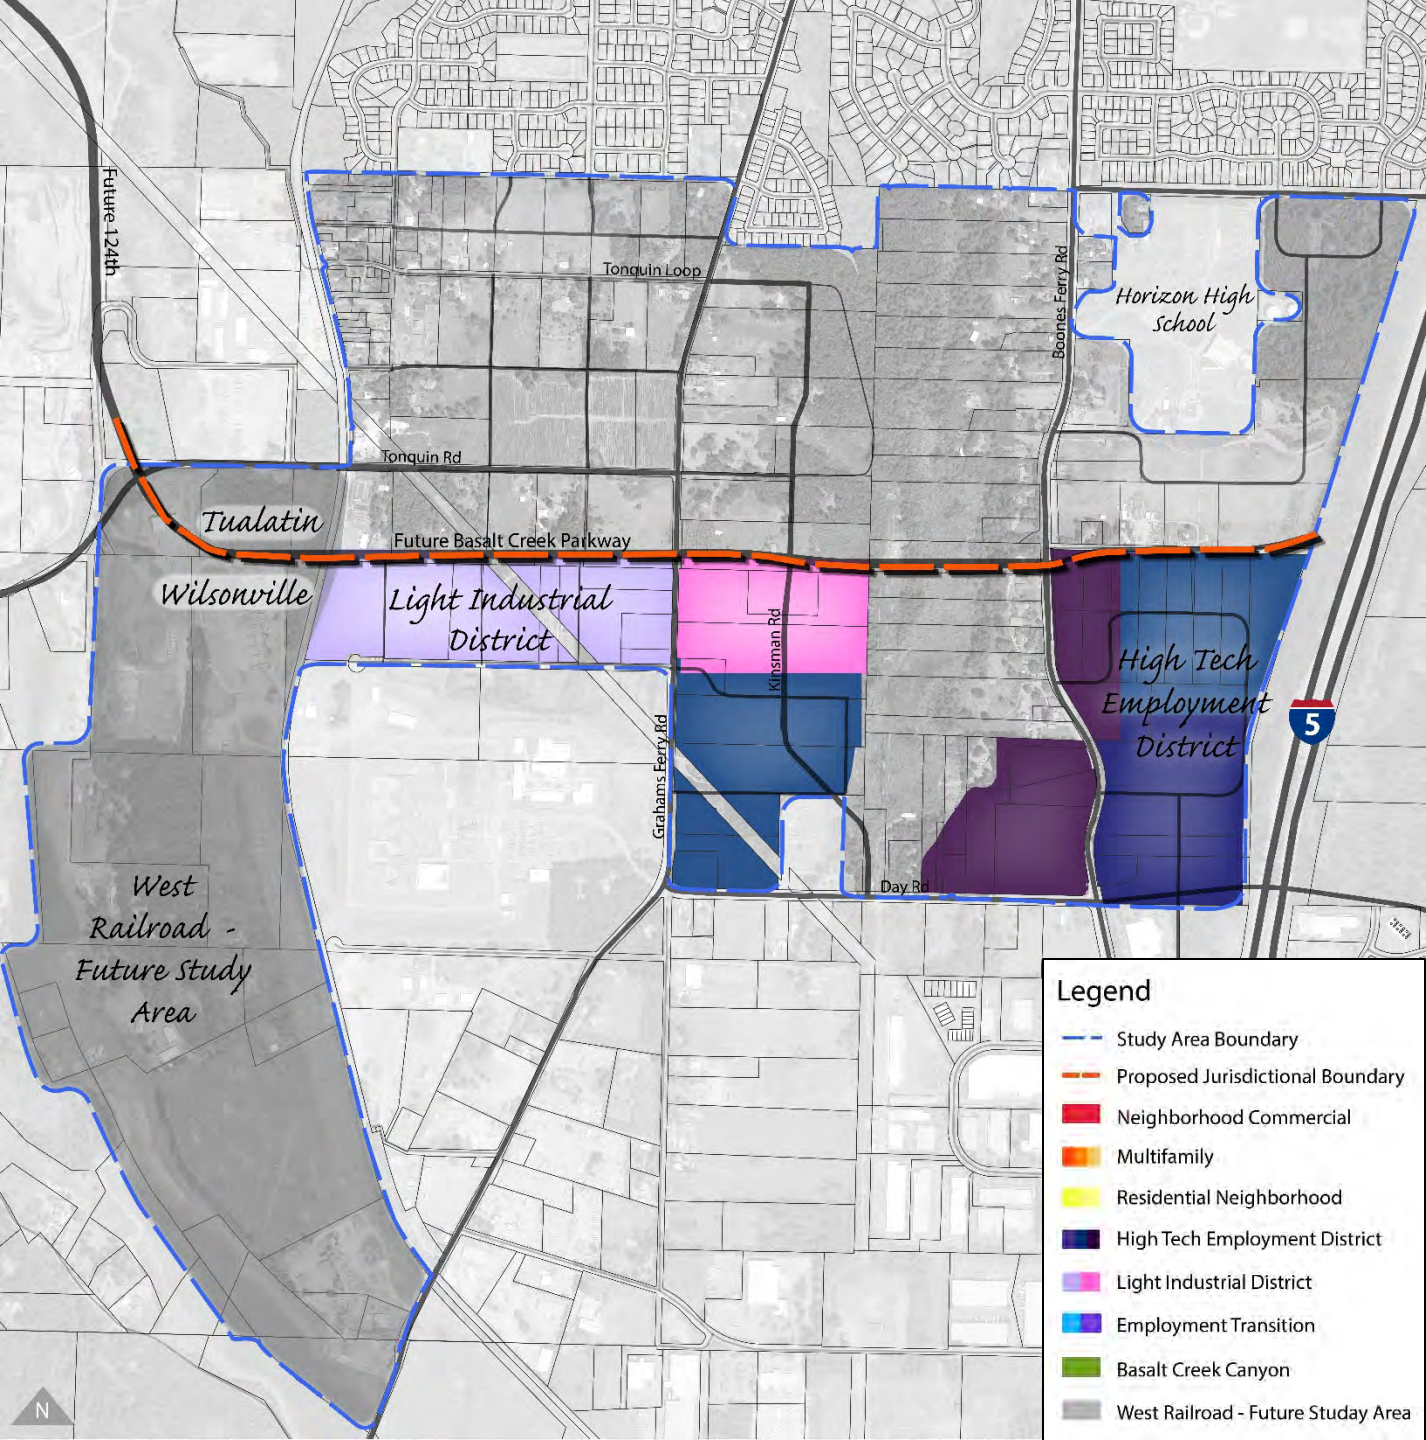 Future 124th
Tonquin Loop
Boones Ferry Rd
Horizon High
School
Tonquin Rd
Tualatin
Future Basalt Creek Parkway
Wilsonville
Light Industrial
District
Kinsman Rd
High Tech
Employment
District
5
Grahams Ferry Rd
West
Railroad -
Future Study
Area
Day Rd
Legend
Study Area Boundary
Proposed Jurisdictional Boundary
Neighborhood Commercial
Multifamily
Residential Neighborhood
High Tech Employment District
Light Industrial District
Employment Transition
Basalt Creek Canyon
West Railroad - Future Studay Area
N